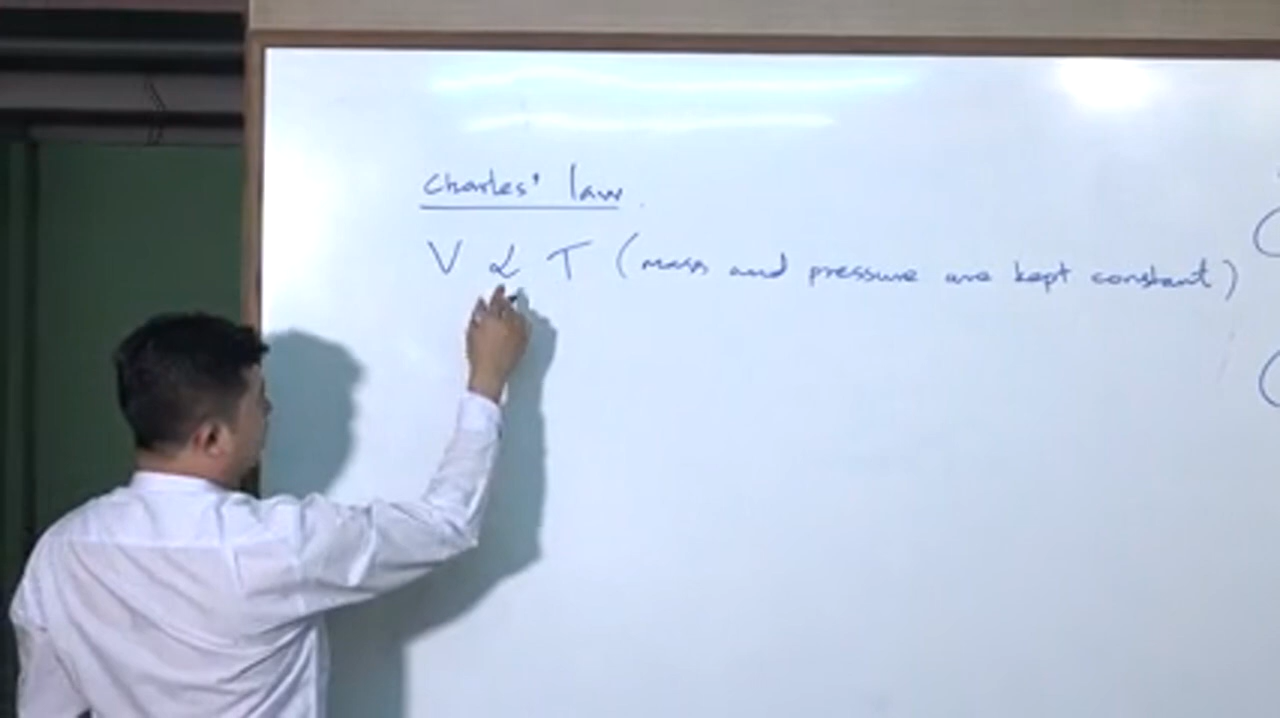 Charles' law
V ∝ T (mass and pressure are kept constant)